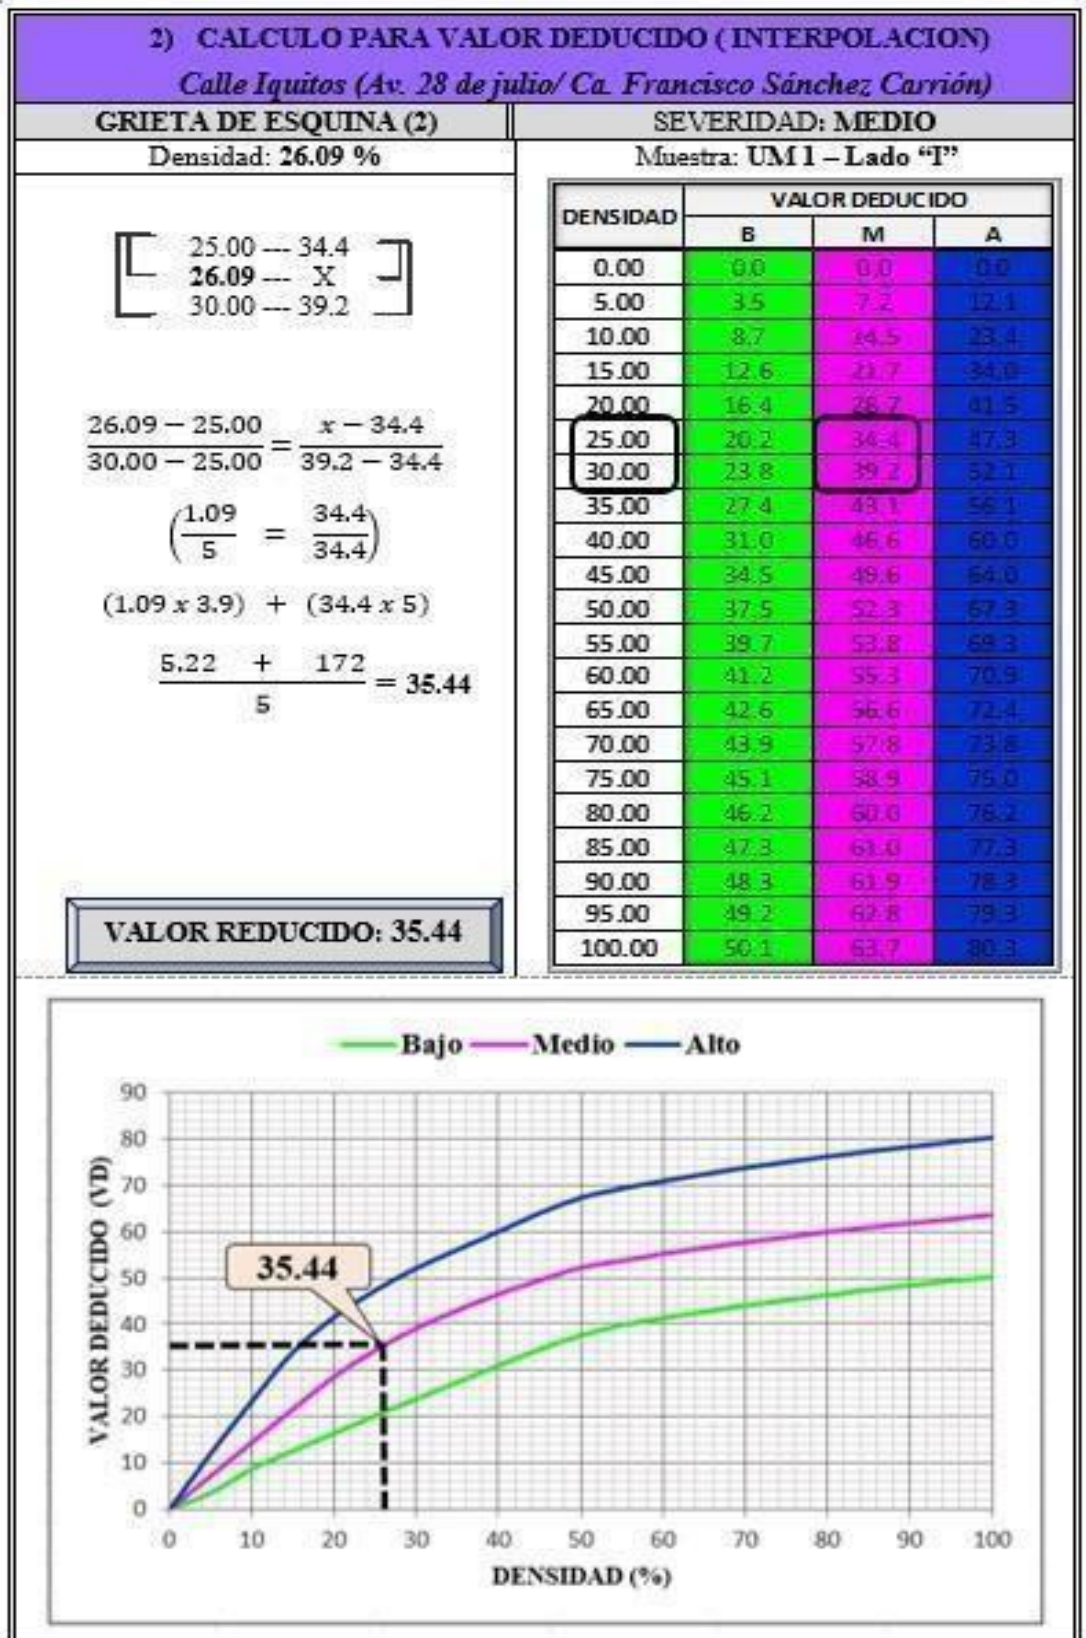 2) CALCULO PARA VALOR DEDUCIDO ( INTERPOLACION)
Calle Iquitos (Av. 28 de julio/ Ca. Francisco Sánchez Carrión)
GRIETA DE ESQUINA (2)
SEVERIDAD: MEDIO
Densidad: 26.09 %
Muestra: UM 1 – Lado “I”
25.00 --- 34.4
26.09 --- X
30.00 --- 39.2
26.09 − 25.00 / 30.00 − 25.00 = x − 34.4 / 39.2 − 34.4
(1.09 / 5 = 34.4 / 34.4)
(1.09 x 3.9) + (34.4 x 5)
5.22 + 172 / 5 = 35.44
VALOR REDUCIDO: 35.44
DENSIDAD VALOR DEDUCIDO
B M A
0.00 0.0 0.0 0.0
5.00 3.5 7.2 12.1
10.00 8.7 14.5 23.4
15.00 12.6 21.7 34.0
20.00 16.4 28.7 41.5
25.00 20.2 34.4 47.3
30.00 23.8 39.2 52.1
35.00 27.4 43.1 56.1
40.00 31.0 46.6 60.0
45.00 34.5 49.6 64.0
50.00 37.5 52.3 67.3
55.00 39.7 53.8 69.3
60.00 41.2 55.3 70.9
65.00 42.6 56.6 72.4
70.00 43.9 57.8 73.8
75.00 45.1 58.9 75.0
80.00 46.2 60.0 76.2
85.00 47.3 61.0 77.3
90.00 48.3 61.9 78.3
95.00 49.2 62.8 79.3
100.00 50.1 63.7 80.3
Bajo Medio Alto
90
80
70
60
50
40
30
20
10
0
VALOR DEDUCIDO (VD)
35.44
0 10 20 30 40 50 60 70 80 90 100
DENSIDAD (%)